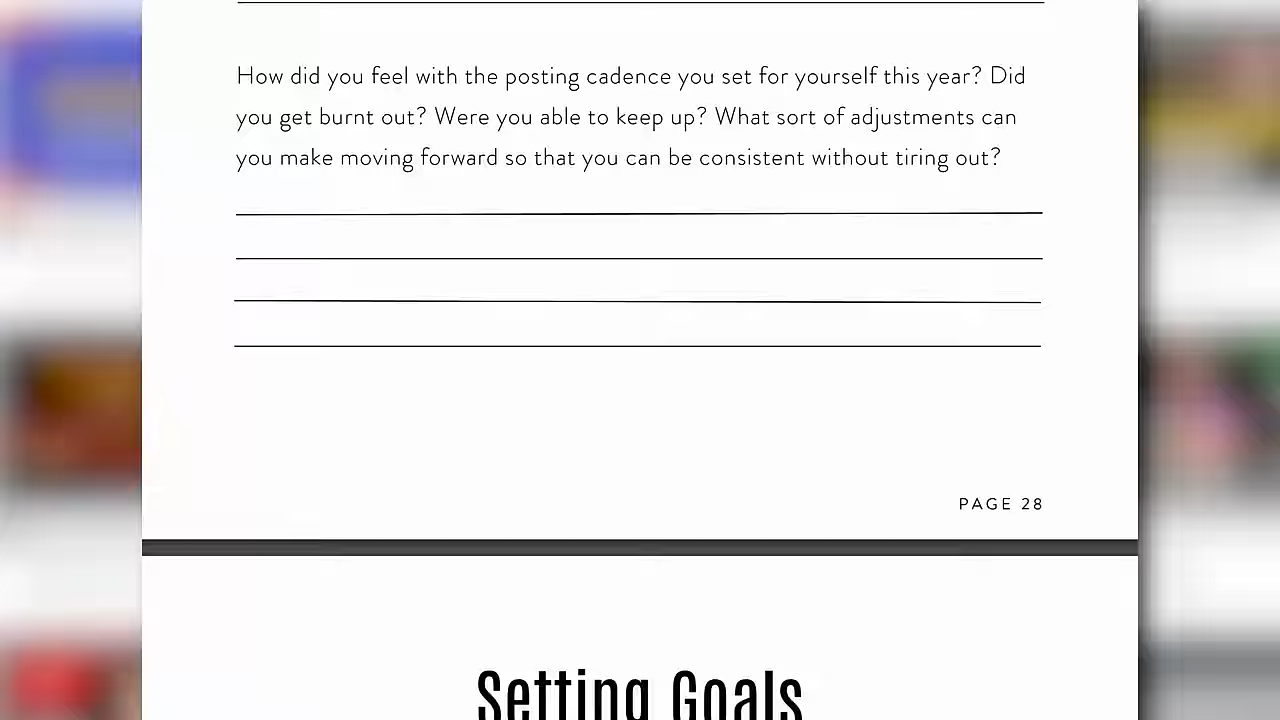 How did you feel with the posting cadence you set for yourself this year? Did
you get burnt out? Were you able to keep up? What sort of adjustments can
you make moving forward so that you can be consistent without tiring out?
PAGE 28
Setting Goals